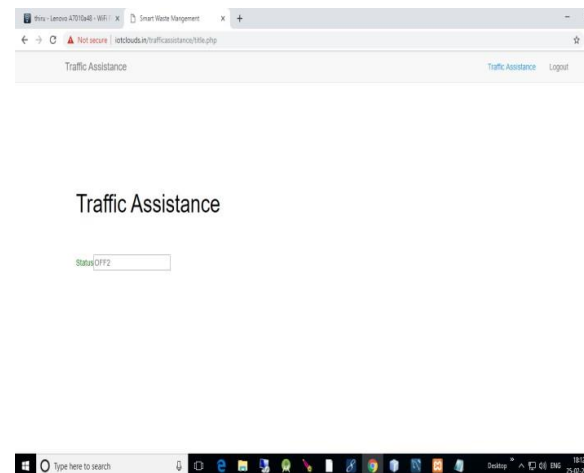 thiru - Lenovo A7010a48 - WiFi
Smart Waste Mangement
Not secure | iotclouds.in/trafficassistance/title.php
Traffic Assistance
Traffic Assistance Logout
Traffic Assistance
Status OFF2
Type here to search
Desktop ENG